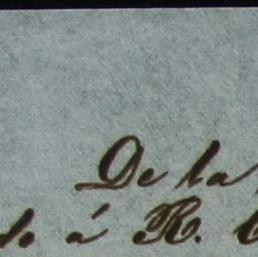 De la
á R.